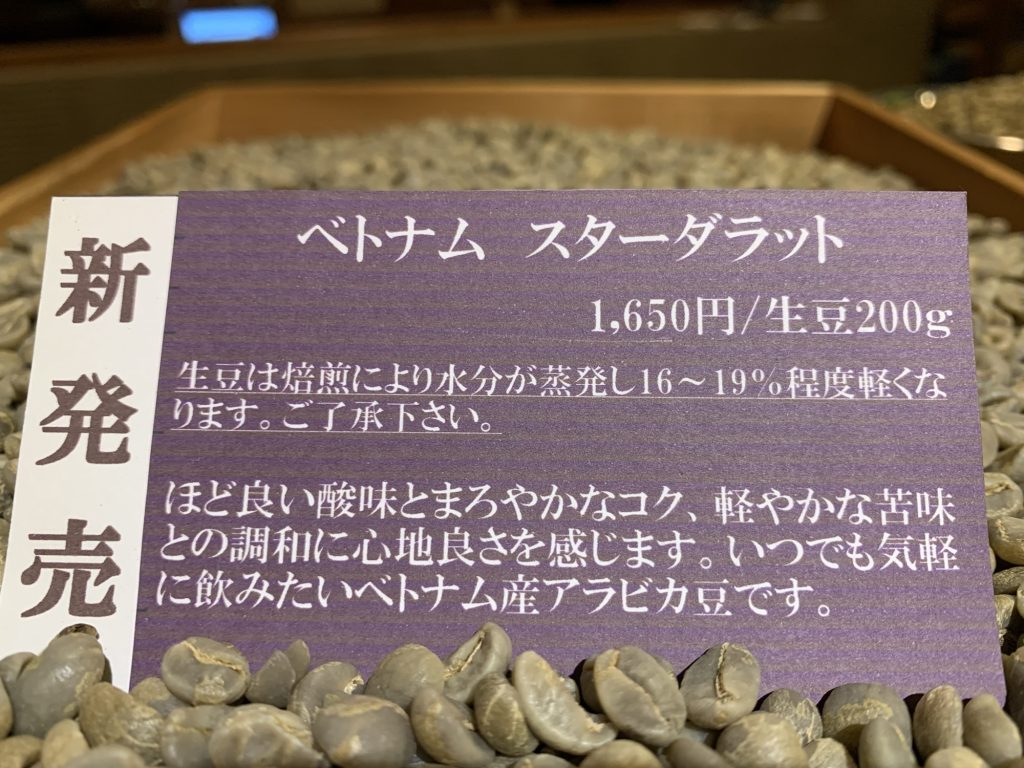 新発売
ベトナム　スターダラット
1,650円/生豆200g
生豆は焙煎により水分が蒸発し16～19%程度軽くな
ります。ご了承下さい。
ほど良い酸味とまろやかなコク、軽やかな苦味
との調和に心地良さを感じます。いつでも気軽
に飲みたいベトナム産アラビカ豆です。